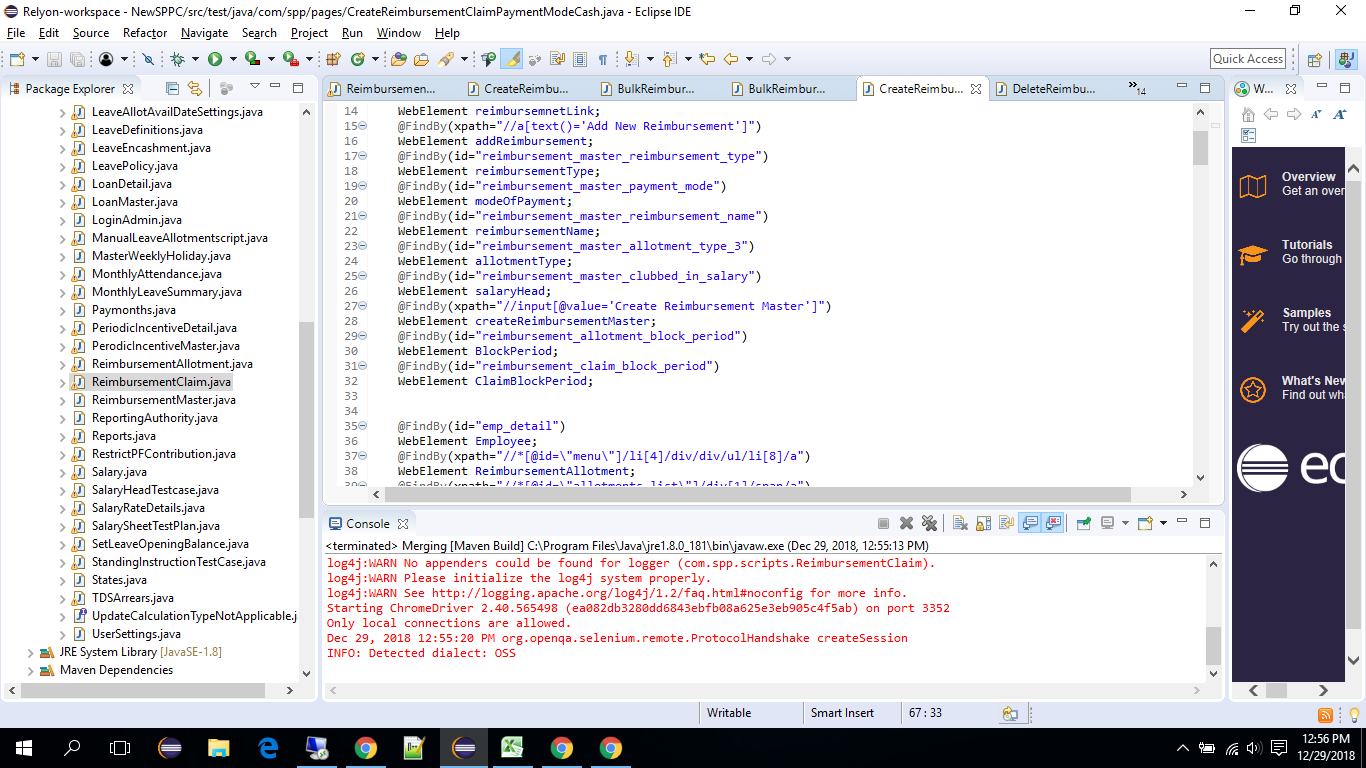 Relyon-workspace - NewSPPC/src/test/java/com/spp/pages/CreateReimbursementClaimPaymentModeCash.java - Eclipse IDE
File Edit Source Refactor Navigate Search Project Run Window Help
Quick Access
Package Explorer
LeaveAllotAvailDateSettings.java
LeaveDefinitions.java
LeaveEncashment.java
LeavePolicy.java
LoanDetail.java
LoanMaster.java
LoginAdmin.java
ManualLeaveAllotmentscript.java
MasterWeeklyHoliday.java
MonthlyAttendance.java
MonthlyLeaveSummary.java
Paymonths.java
PeriodicIncentiveDetail.java
PerodicIncentiveMaster.java
ReimbursementAllotment.java
ReimbursementClaim.java
ReimbursementMaster.java
ReportingAuthority.java
Reports.java
RestrictPFContribution.java
Salary.java
SalaryHeadTestcase.java
SalaryRateDetails.java
SalarySheetTestPlan.java
SetLeaveOpeningBalance.java
StandingInstructionTestCase.java
States.java
TDSArrears.java
UpdateCalculationTypeNotApplicable.j
UserSettings.java
JRE System Library [JavaSE-1.8]
Maven Dependencies
Reimbursemen... CreateReimbu... BulkReimbur... BulkReimbur... CreateReimbu... DeleteReimbu... »14
14 WebElement reimbursemnetLink;
15 @FindBy(xpath="//a[text()='Add New Reimbursement']")
16 WebElement addReimbursement;
17 @FindBy(id="reimbursement_master_reimbursement_type")
18 WebElement reimbursementType;
19 @FindBy(id="reimbursement_master_payment_mode")
20 WebElement modeOfPayment;
21 @FindBy(id="reimbursement_master_reimbursement_name")
22 WebElement reimbursementName;
23 @FindBy(id="reimbursement_master_allotment_type_3")
24 WebElement allotmentType;
25 @FindBy(id="reimbursement_master_clubbed_in_salary")
26 WebElement salaryHead;
27 @FindBy(xpath="//input[@value='Create Reimbursement Master']")
28 WebElement createReimbursementMaster;
29 @FindBy(id="reimbursement_allotment_block_period")
30 WebElement BlockPeriod;
31 @FindBy(id="reimbursement_claim_block_period")
32 WebElement ClaimBlockPeriod;
33
34
35 @FindBy(id="emp_detail")
36 WebElement Employee;
37 @FindBy(xpath="//*[@id=\"menu\"]/li[4]/div/div/ul/li[8]/a")
38 WebElement ReimbursementAllotment;
39 @FindBy(xpath="//*[@id=\"allotments_list\"]/div[1]/span/a")
Console
<terminated> Merging [Maven Build] C:\Program Files\Java\jre1.8.0_181\bin\javaw.exe (Dec 29, 2018, 12:55:13 PM)
log4j:WARN No appenders could be found for logger (com.spp.scripts.ReimbursementClaim).
log4j:WARN Please initialize the log4j system properly.
log4j:WARN See http://logging.apache.org/log4j/1.2/faq.html#noconfig for more info.
Starting ChromeDriver 2.40.565498 (ea082db3280dd6843ebfb08a625e3eb905c4f5ab) on port 3352
Only local connections are allowed.
Dec 29, 2018 12:55:20 PM org.openqa.selenium.remote.ProtocolHandshake createSession
INFO: Detected dialect: OSS
W...
Overview
Get an over
Tutorials
Go through
Samples
Try out the s
What's New
Find out wh
ec
Writable Smart Insert 67 : 33
12:56 PM
12/29/2018